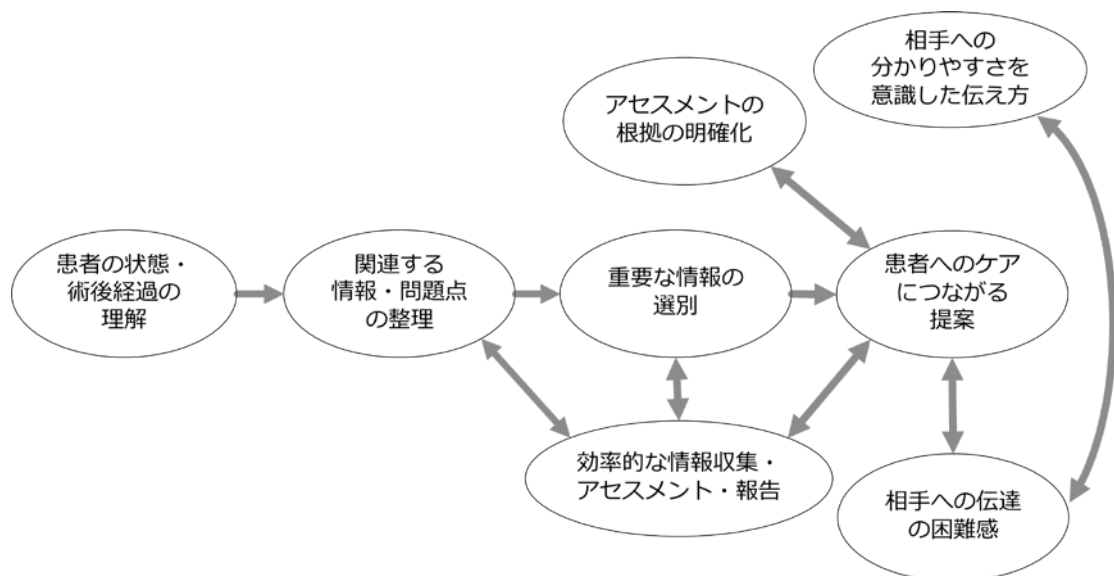 相手への
分かりやすさを
意識した伝え方
アセスメントの
根拠の明確化
患者の状態・
術後経過の
理解
関連する
情報・問題点
の整理
重要な情報の
選別
患者へのケア
につながる
提案
効率的な情報収集・
アセスメント・報告
相手への伝達
の困難感